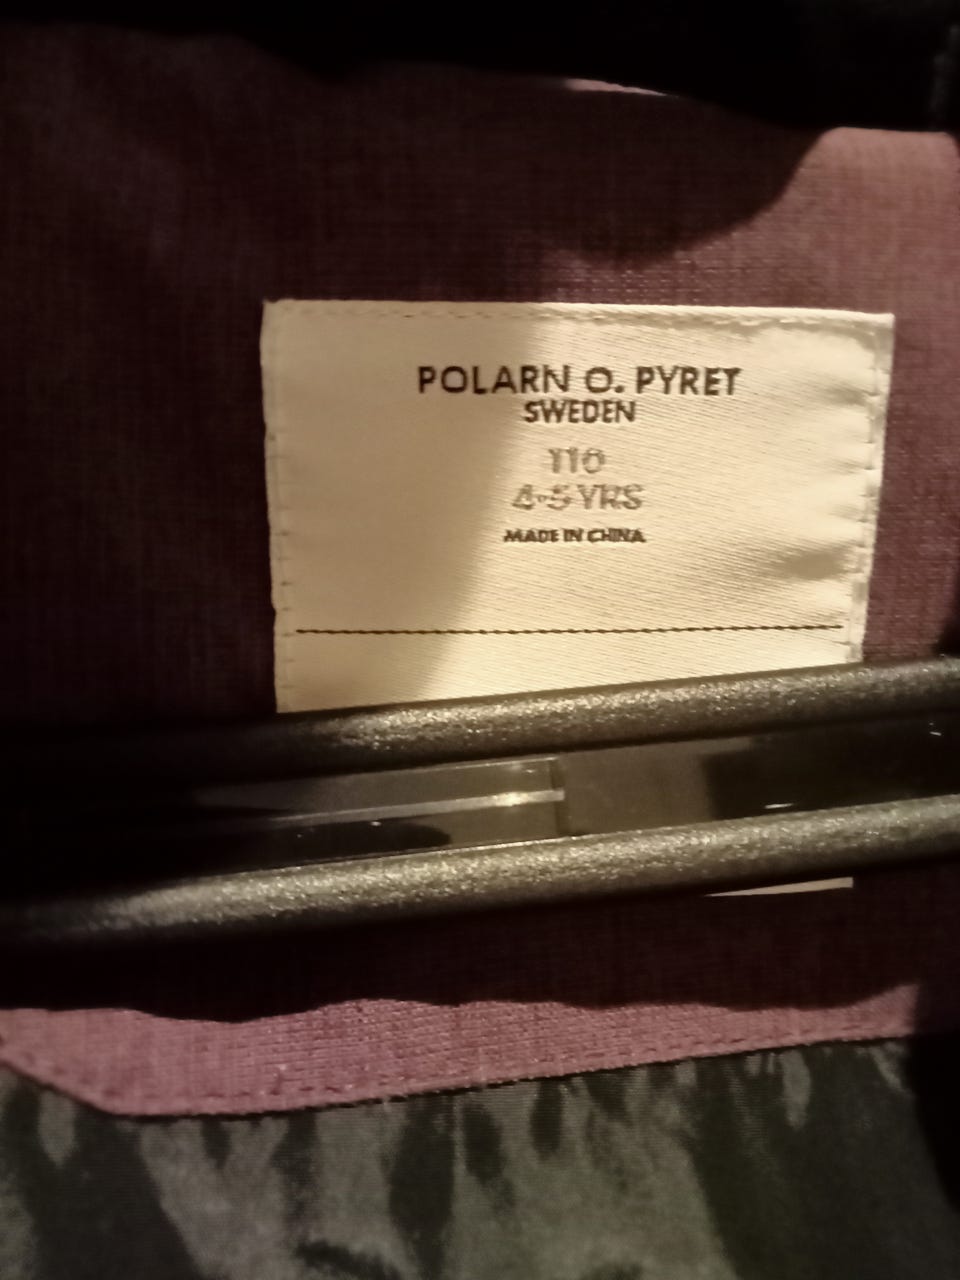 POLARN O. PYRET
SWEDEN
110
4-5 YRS
MADE IN CHINA